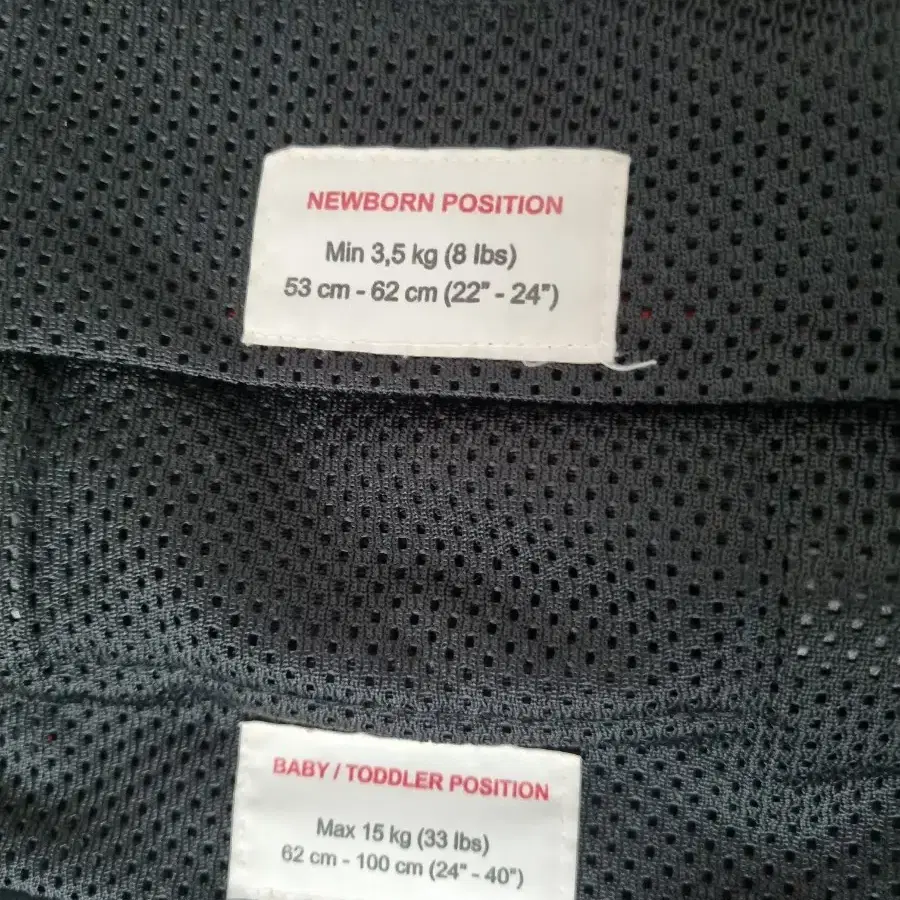 NEWBORN POSITION
Min 3,5 kg (8 lbs)
53 cm - 62 cm (22" - 24")
BABY / TODDLER POSITION
Max 15 kg (33 lbs)
62 cm - 100 cm (24" - 40")